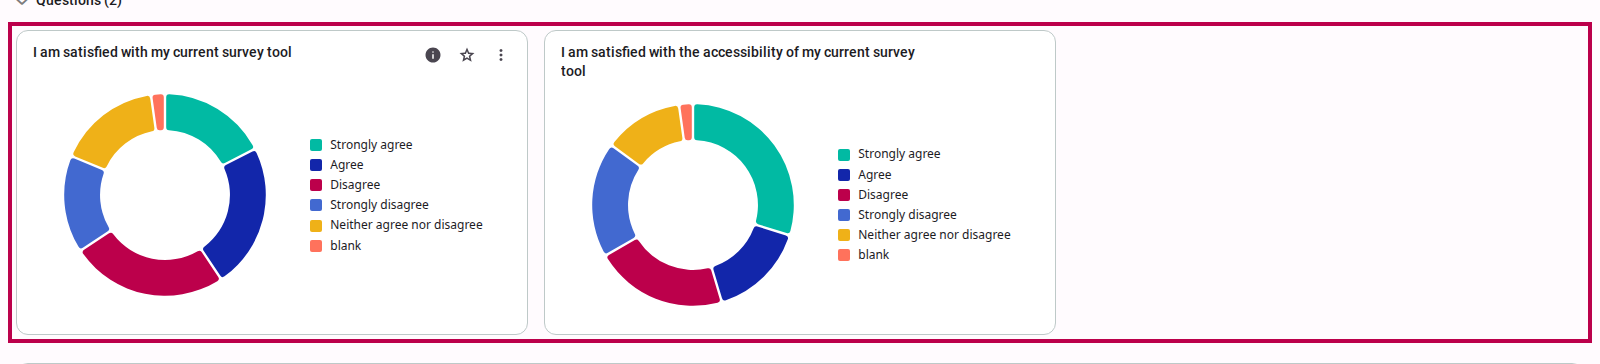 Questions (2)
I am satisfied with my current survey tool
Strongly agree
Agree
Disagree
Strongly disagree
Neither agree nor disagree
blank
I am satisfied with the accessibility of my current survey
tool
Strongly agree
Agree
Disagree
Strongly disagree
Neither agree nor disagree
blank